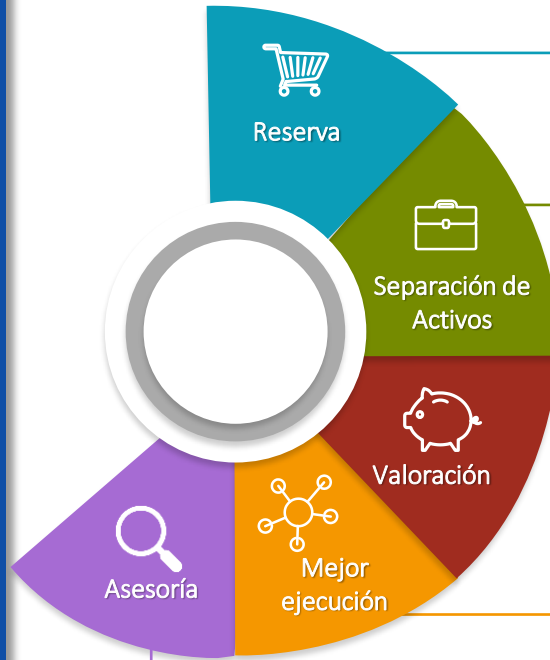 Reserva
Separación de
Activos
Valoración
Mejor
ejecución
Asesoría